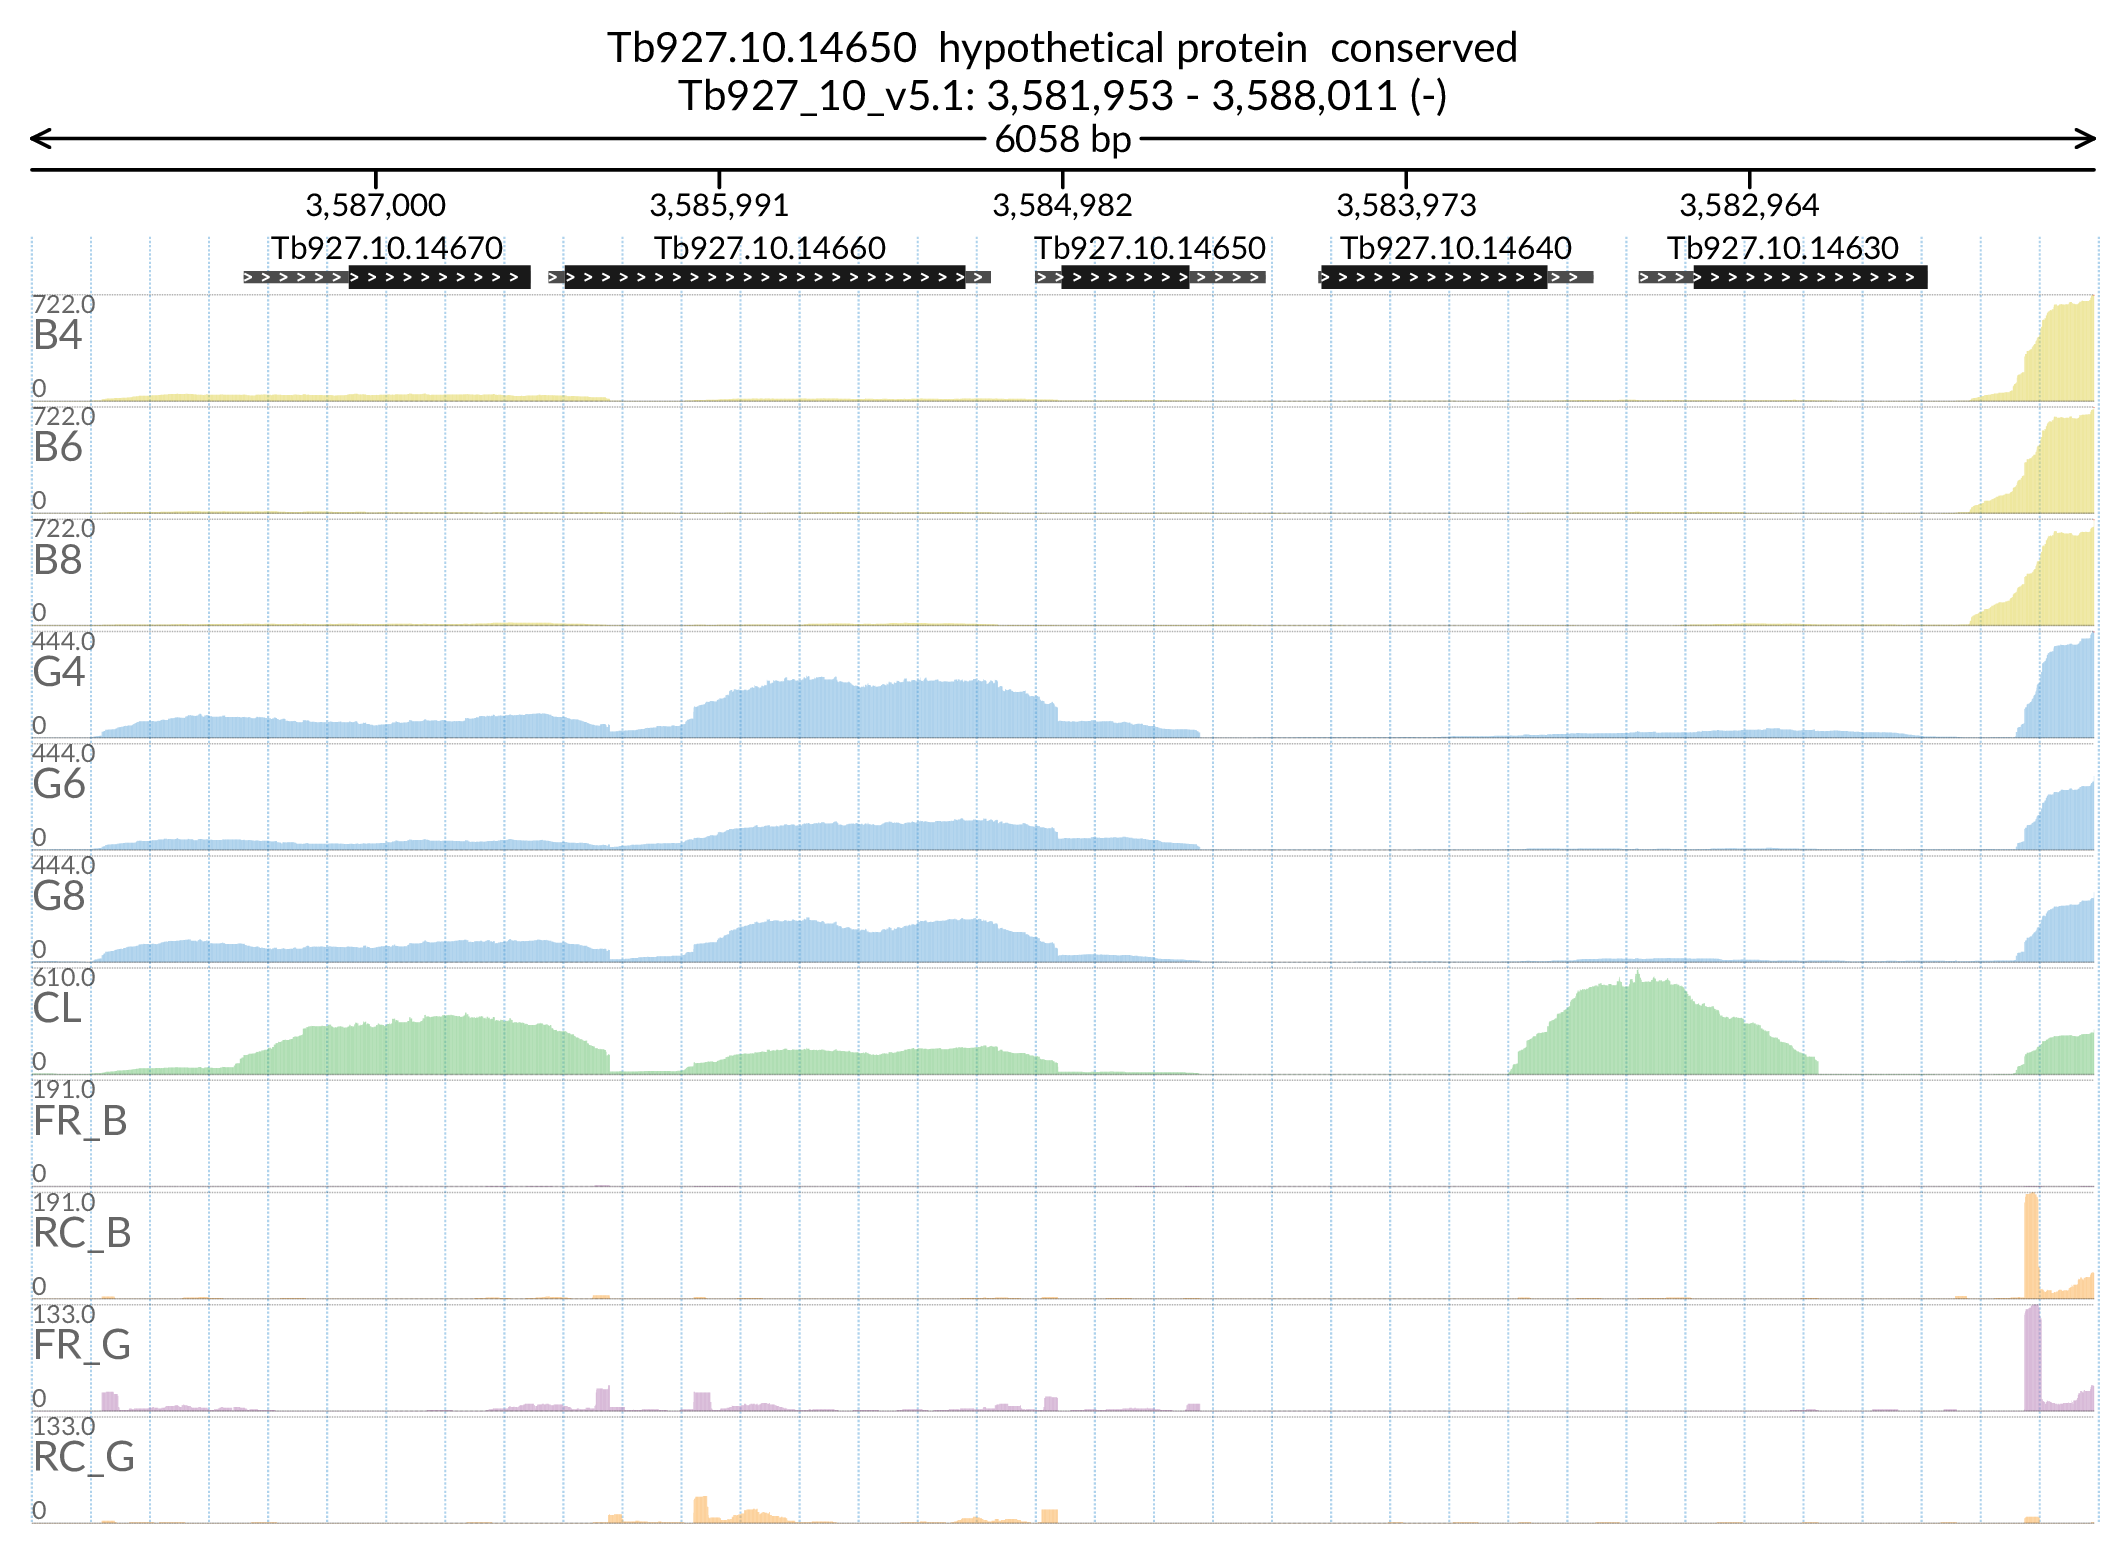 Tb927.10.14650  hypothetical protein  conserved
Tb927_10_v5.1: 3,581,953 - 3,588,011 (-)
6058 bp
3,587,000 3,585,991 3,584,982 3,583,973 3,582,964
Tb927.10.14670 Tb927.10.14660 Tb927.10.14650 Tb927.10.14640 Tb927.10.14630
722.0
B4
0
722.0
B6
0
722.0
B8
0
444.0
G4
0
444.0
G6
0
444.0
G8
0
610.0
CL
0
191.0
FR_B
0
191.0
RC_B
0
133.0
FR_G
0
133.0
RC_G
0